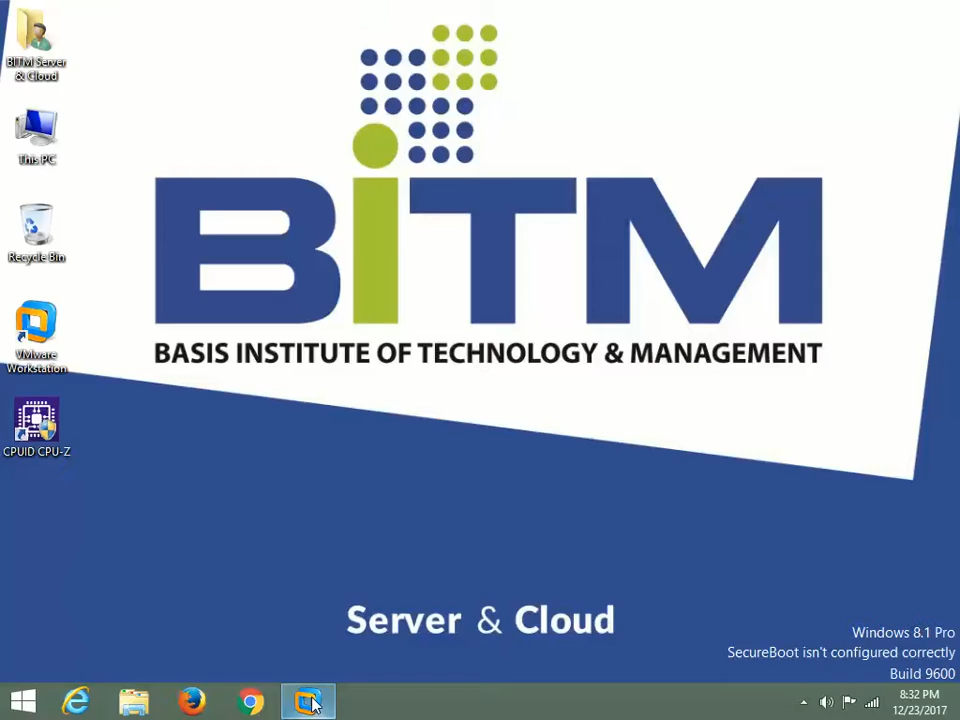 BITM Server
& Cloud
This PC
Recycle Bin
VMware
Workstation
CPUID CPU-Z
BiTM
BASIS INSTITUTE OF TECHNOLOGY & MANAGEMENT
Server & Cloud
Windows 8.1 Pro
SecureBoot isn't configured correctly
Build 9600
8:32 PM
12/23/2017